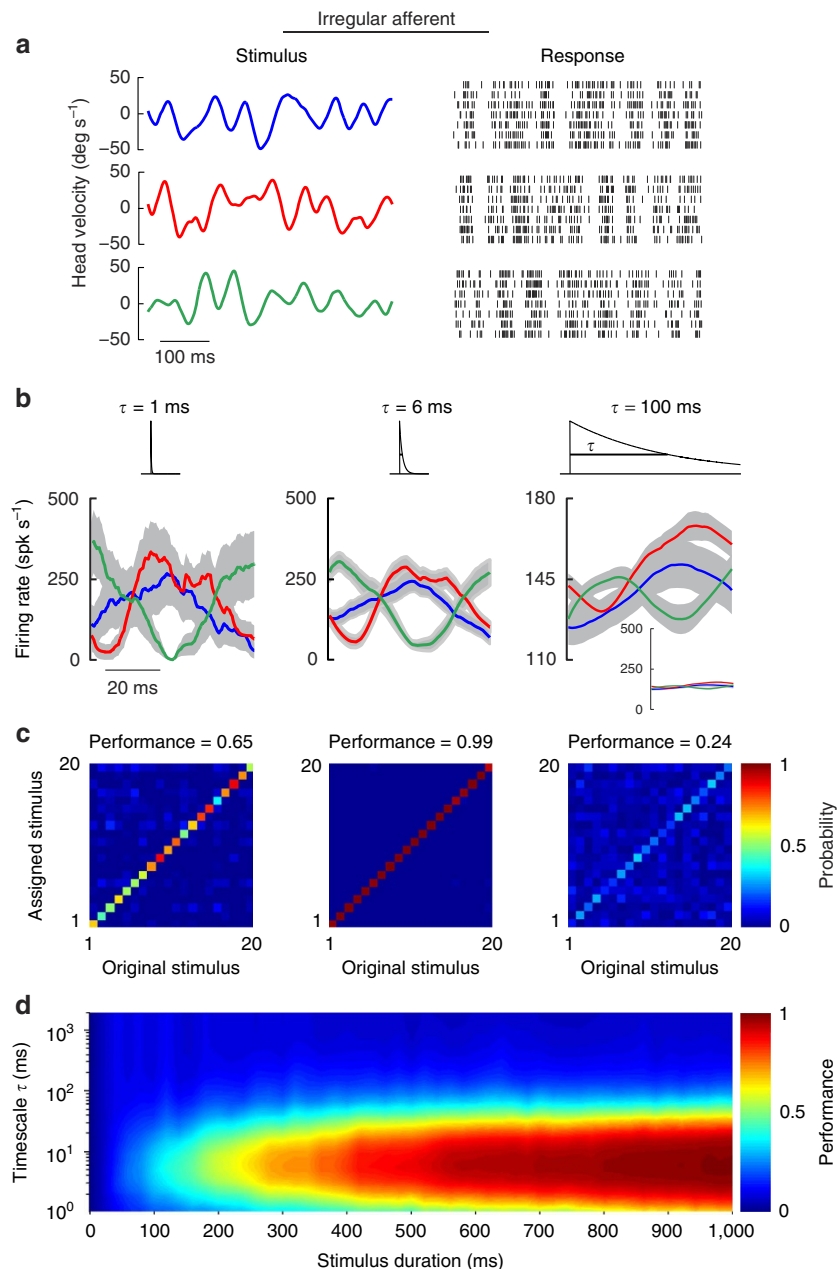 Irregular afferent
a
Stimulus
Response
Head velocity (deg s⁻¹)
50
0
−50
50
0
−50
50
0
−50
100 ms
b
τ = 1 ms
τ = 6 ms
τ = 100 ms
τ
Firing rate (spk s⁻¹)
500
250
0
20 ms
500
250
0
180
145
110
500
250
0
c
Performance = 0.65
Performance = 0.99
Performance = 0.24
Assigned stimulus
20
1
1 20
Original stimulus
20
1
1 20
Original stimulus
20
1
1 20
Original stimulus
1
0.5
0
Probability
d
Timescale τ (ms)
10³
10²
10¹
10⁰
0 100 200 300 400 500 600 700 800 900 1,000
Stimulus duration (ms)
1
0.5
0
Performance